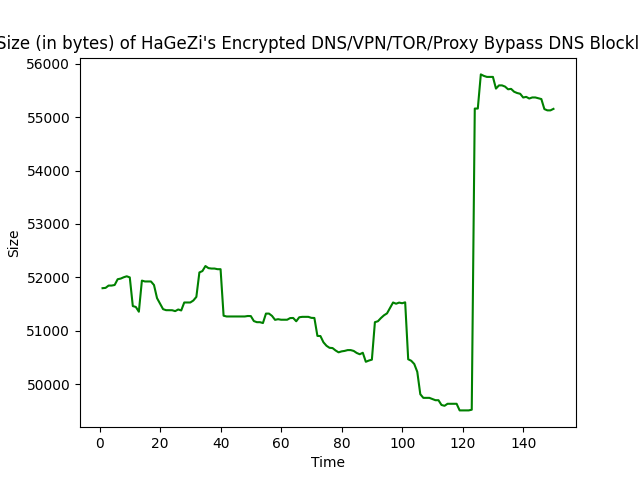 Size (in bytes) of HaGeZi's Encrypted DNS/VPN/TOR/Proxy Bypass DNS Blockl
56000
55000
54000
53000
52000
51000
50000
Size
0 20 40 60 80 100 120 140
Time